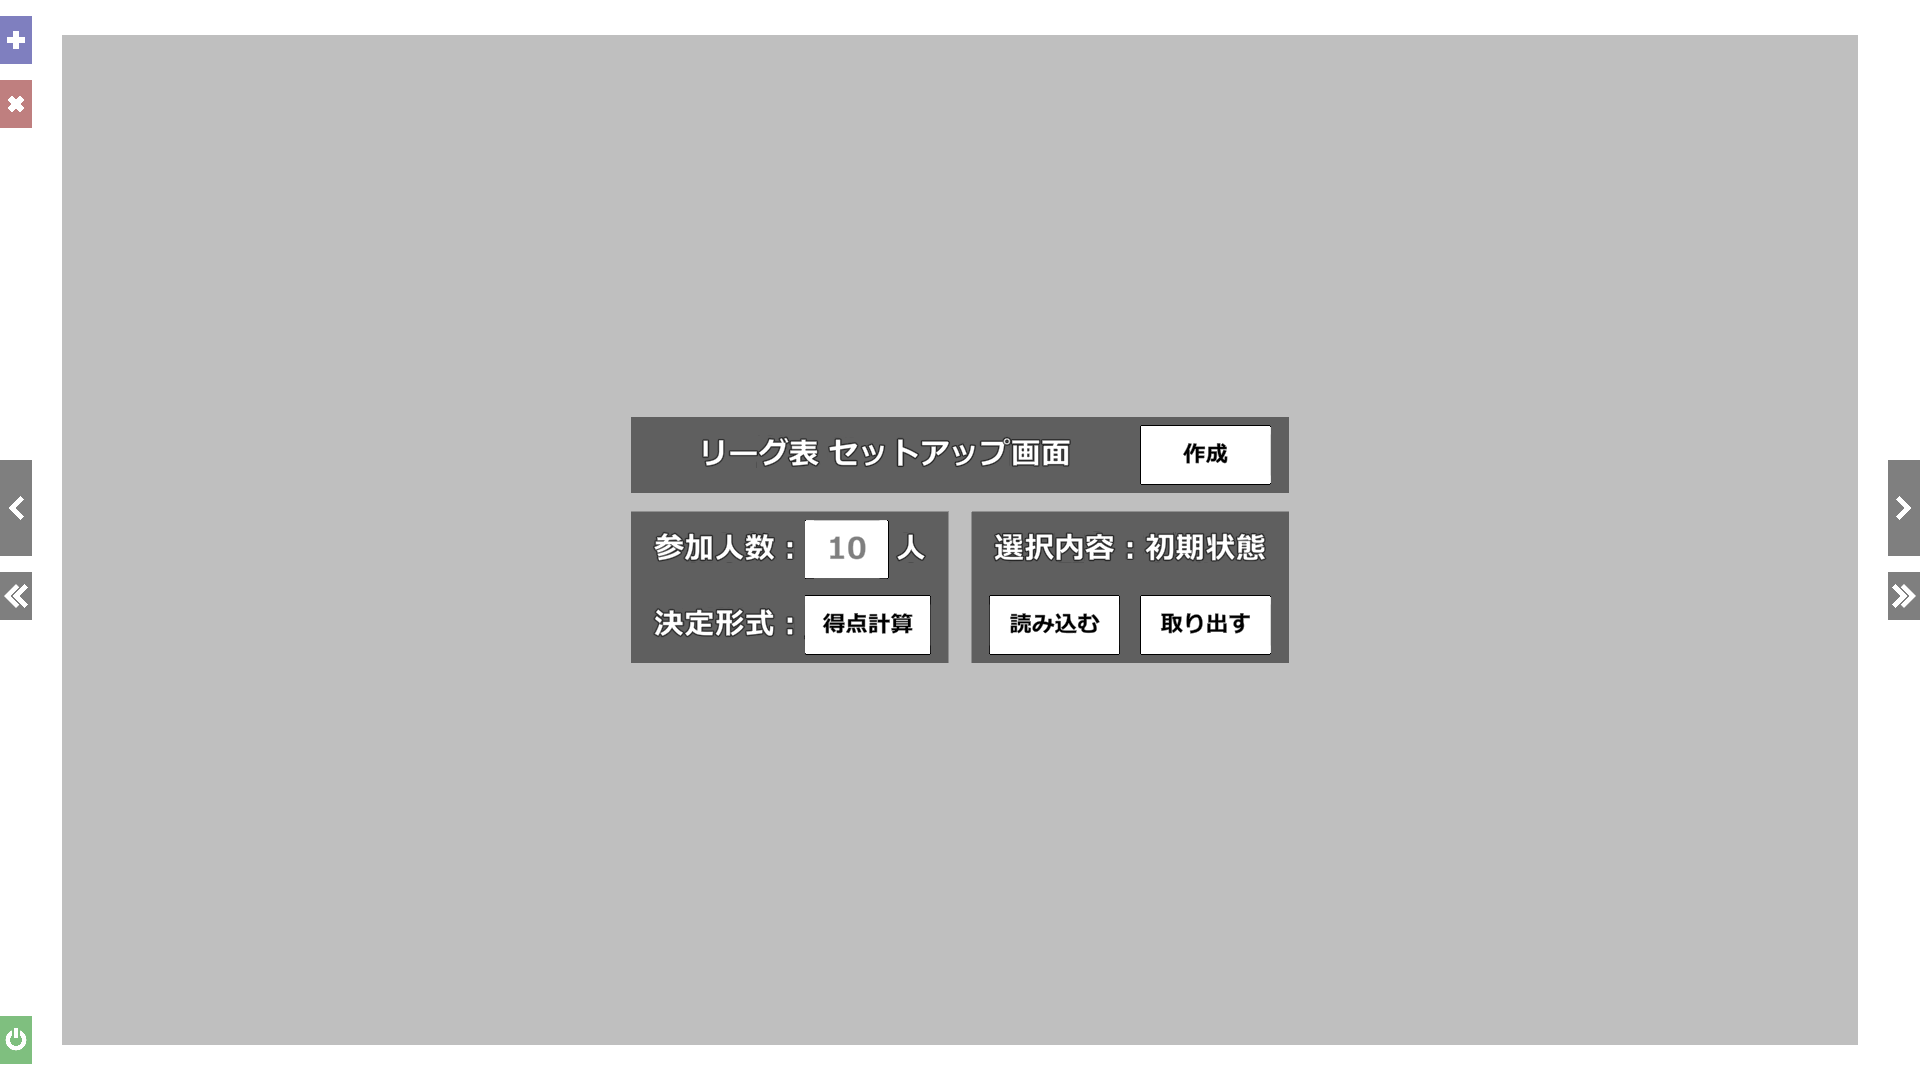 リーグ表 セットアップ画面
作成
参加人数：10 人
決定形式：得点計算
選択内容：初期状態
読み込む 取り出す